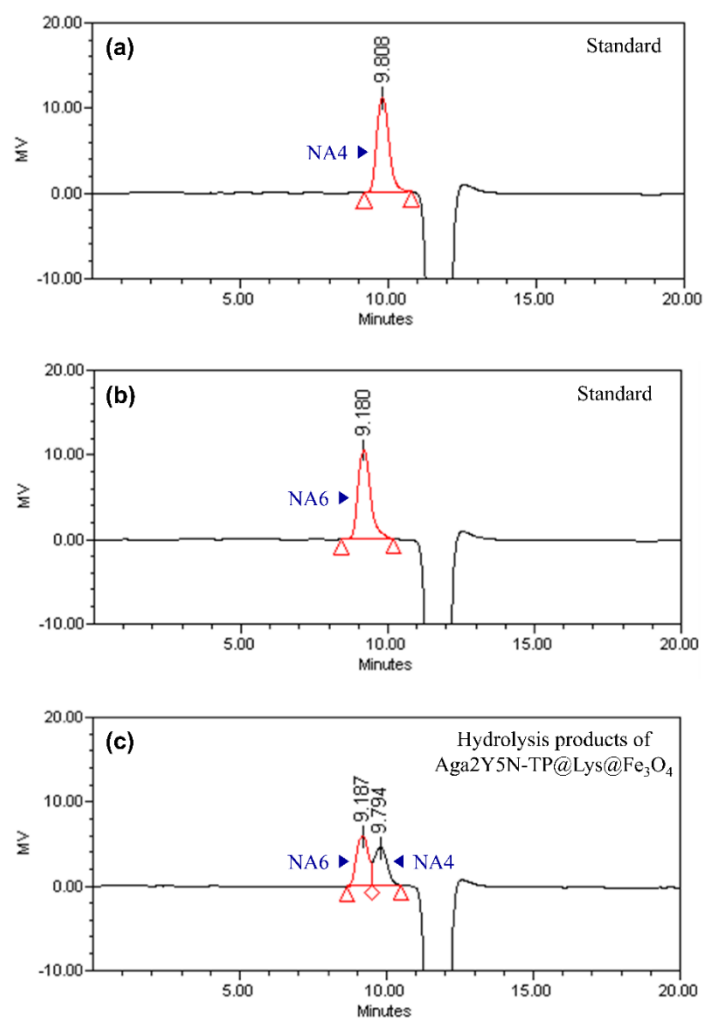 (a)
Standard
20.00
10.00
0.00
-10.00
MV
9.808
NA4
5.00 10.00 15.00 20.00
Minutes
(b)
Standard
20.00
10.00
0.00
-10.00
MV
9.180
NA6
5.00 10.00 15.00 20.00
Minutes
(c)
Hydrolysis products of
Aga2Y5N-TP@Lys@Fe₃O₄
20.00
10.00
0.00
-10.00
MV
9.187
9.794
NA6 NA4
5.00 10.00 15.00 20.00
Minutes